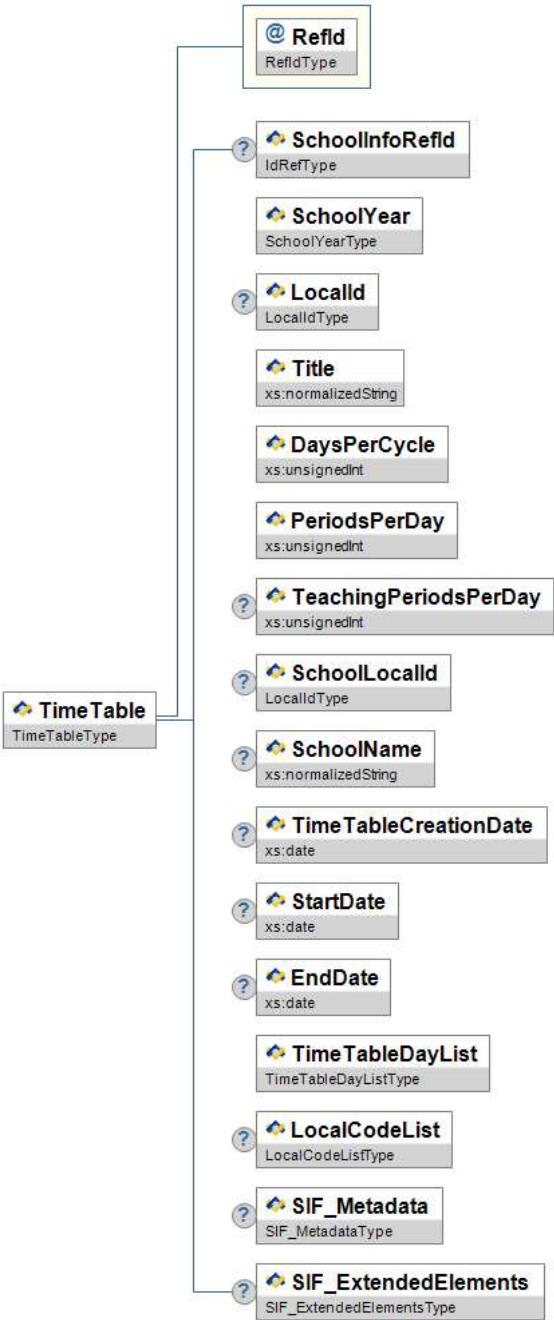 @ RefId
RefIdType
? SchoolInfoRefId
IdRefType
SchoolYear
SchoolYearType
? LocalId
LocalIdType
Title
xs:normalizedString
DaysPerCycle
xs:unsignedInt
PeriodsPerDay
xs:unsignedInt
? TeachingPeriodsPerDay
xs:unsignedInt
? SchoolLocalId
LocalIdType
TimeTable
TimeTableType
? SchoolName
xs:normalizedString
? TimeTableCreationDate
xs:date
? StartDate
xs:date
? EndDate
xs:date
TimeTableDayList
TimeTableDayListType
? LocalCodeList
LocalCodeListType
? SIF_Metadata
SIF_MetadataType
? SIF_ExtendedElements
SIF_ExtendedElementsType